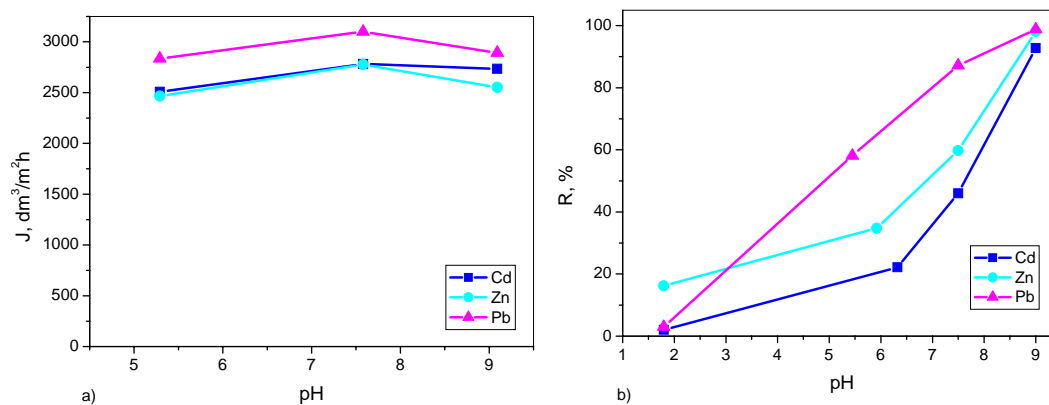 3000
2500
2000
1500
1000
500
0
J, dm³/m²h
5 6 7 8 9
pH
a)
Cd
Zn
Pb
100
80
60
40
20
0
R, %
1 2 3 4 5 6 7 8 9
pH
b)
Cd
Zn
Pb